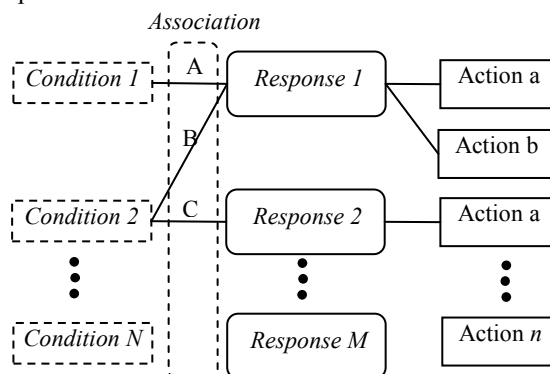 Association
Condition 1
A
Response 1
Action a
B
Action b
Condition 2
C
Response 2
Action a
Condition N
Response M
Action n